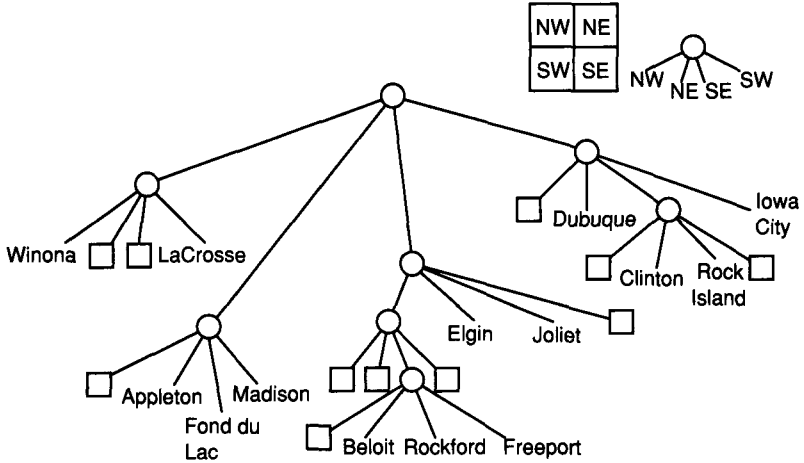 NW NE
SW SE
NW NE SE SW
Iowa
City
Dubuque
Winona
LaCrosse
Clinton
Rock
Island
Elgin
Joliet
Appleton
Madison
Fond du
Lac
Beloit
Rockford
Freeport